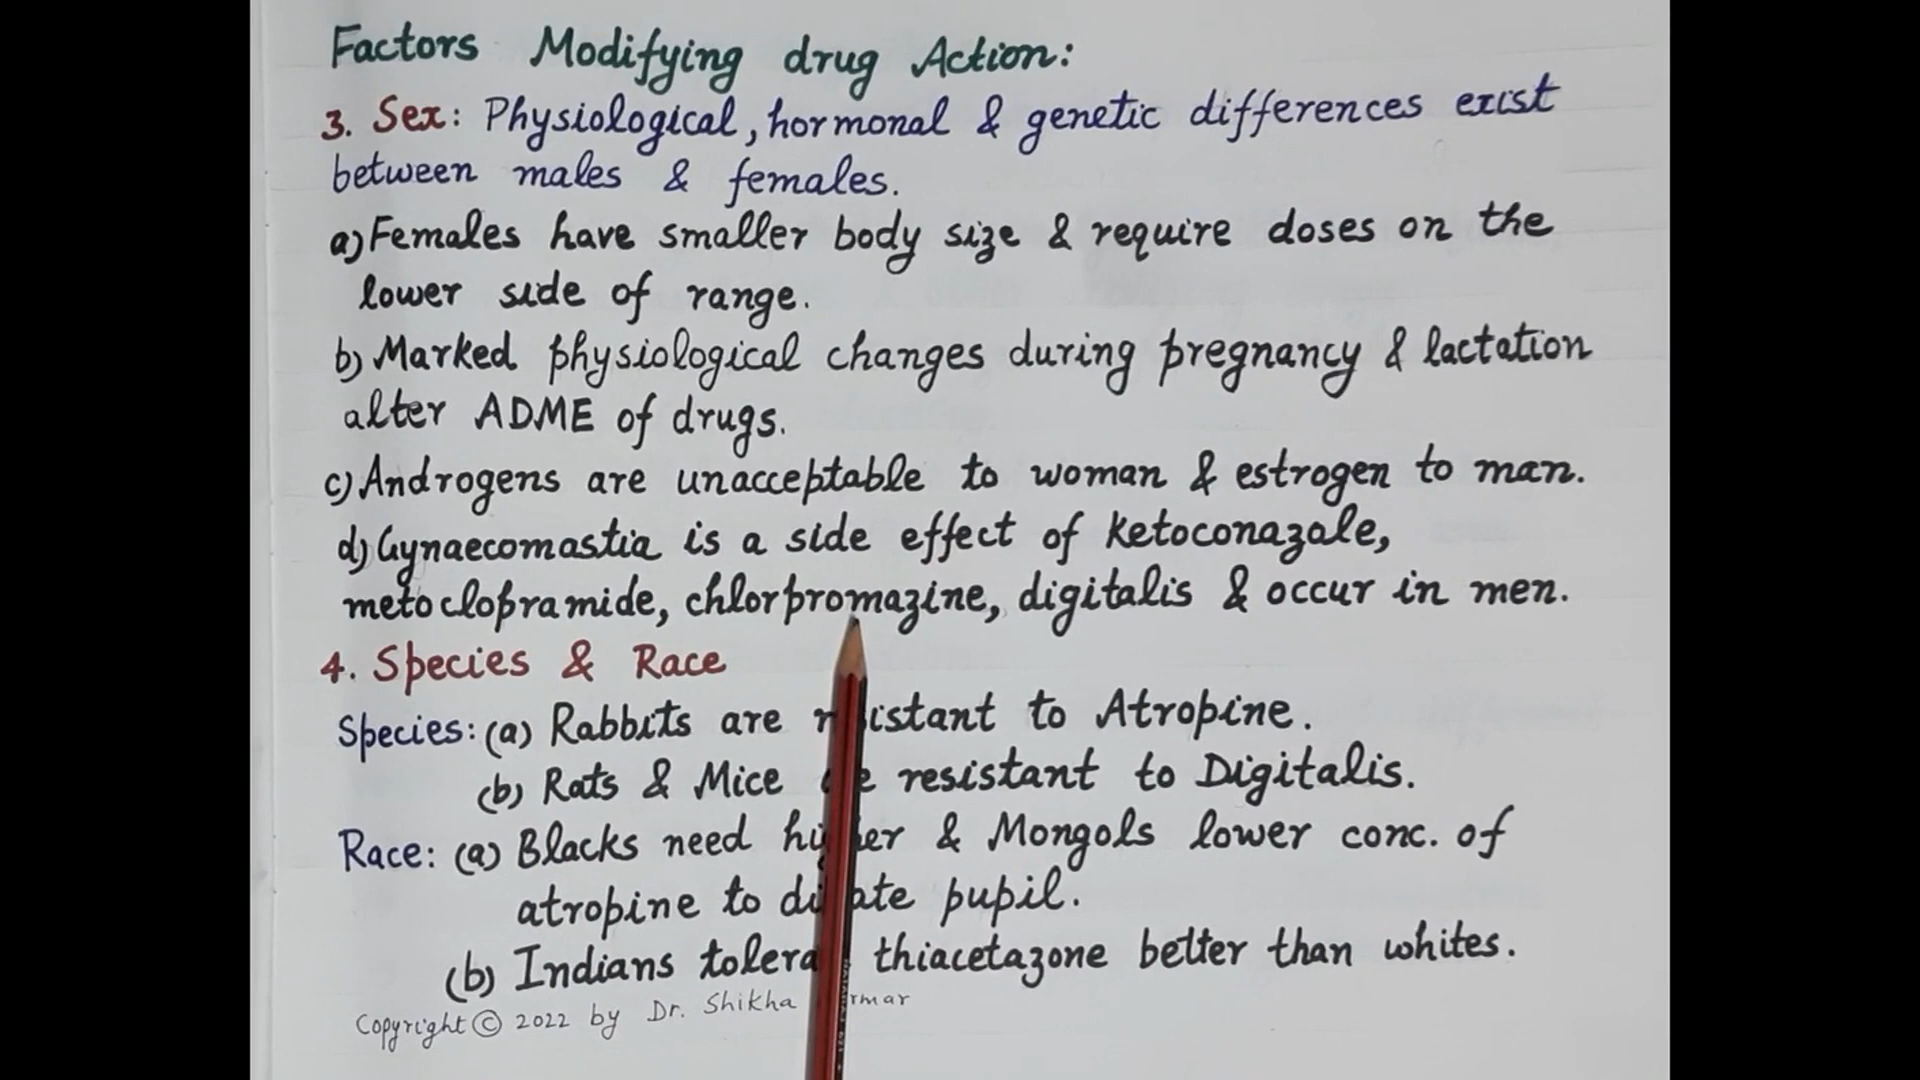 Factors Modifying drug Action:
3. Sex: Physiological, hormonal & genetic differences exist
between males & females.
a) Females have smaller body size & require doses on the
lower side of range.
b) Marked physiological changes during pregnancy & lactation
alter ADME of drugs.
c) Androgens are unacceptable to woman & estrogen to man.
d) Gynaecomastia is a side effect of ketoconazole,
metoclopramide, chlorpromazine, digitalis & occur in men.
4. Species & Race
Species: (a) Rabbits are to Atropine.
(b) Rats & Mice resistant to Digitalis.
Race: (a) Blacks need & Mongols lower conc. of
atropine to pupil.
(b) Indians thiacetazone better than whites.
Copyright © 2022 by Dr. Shikha